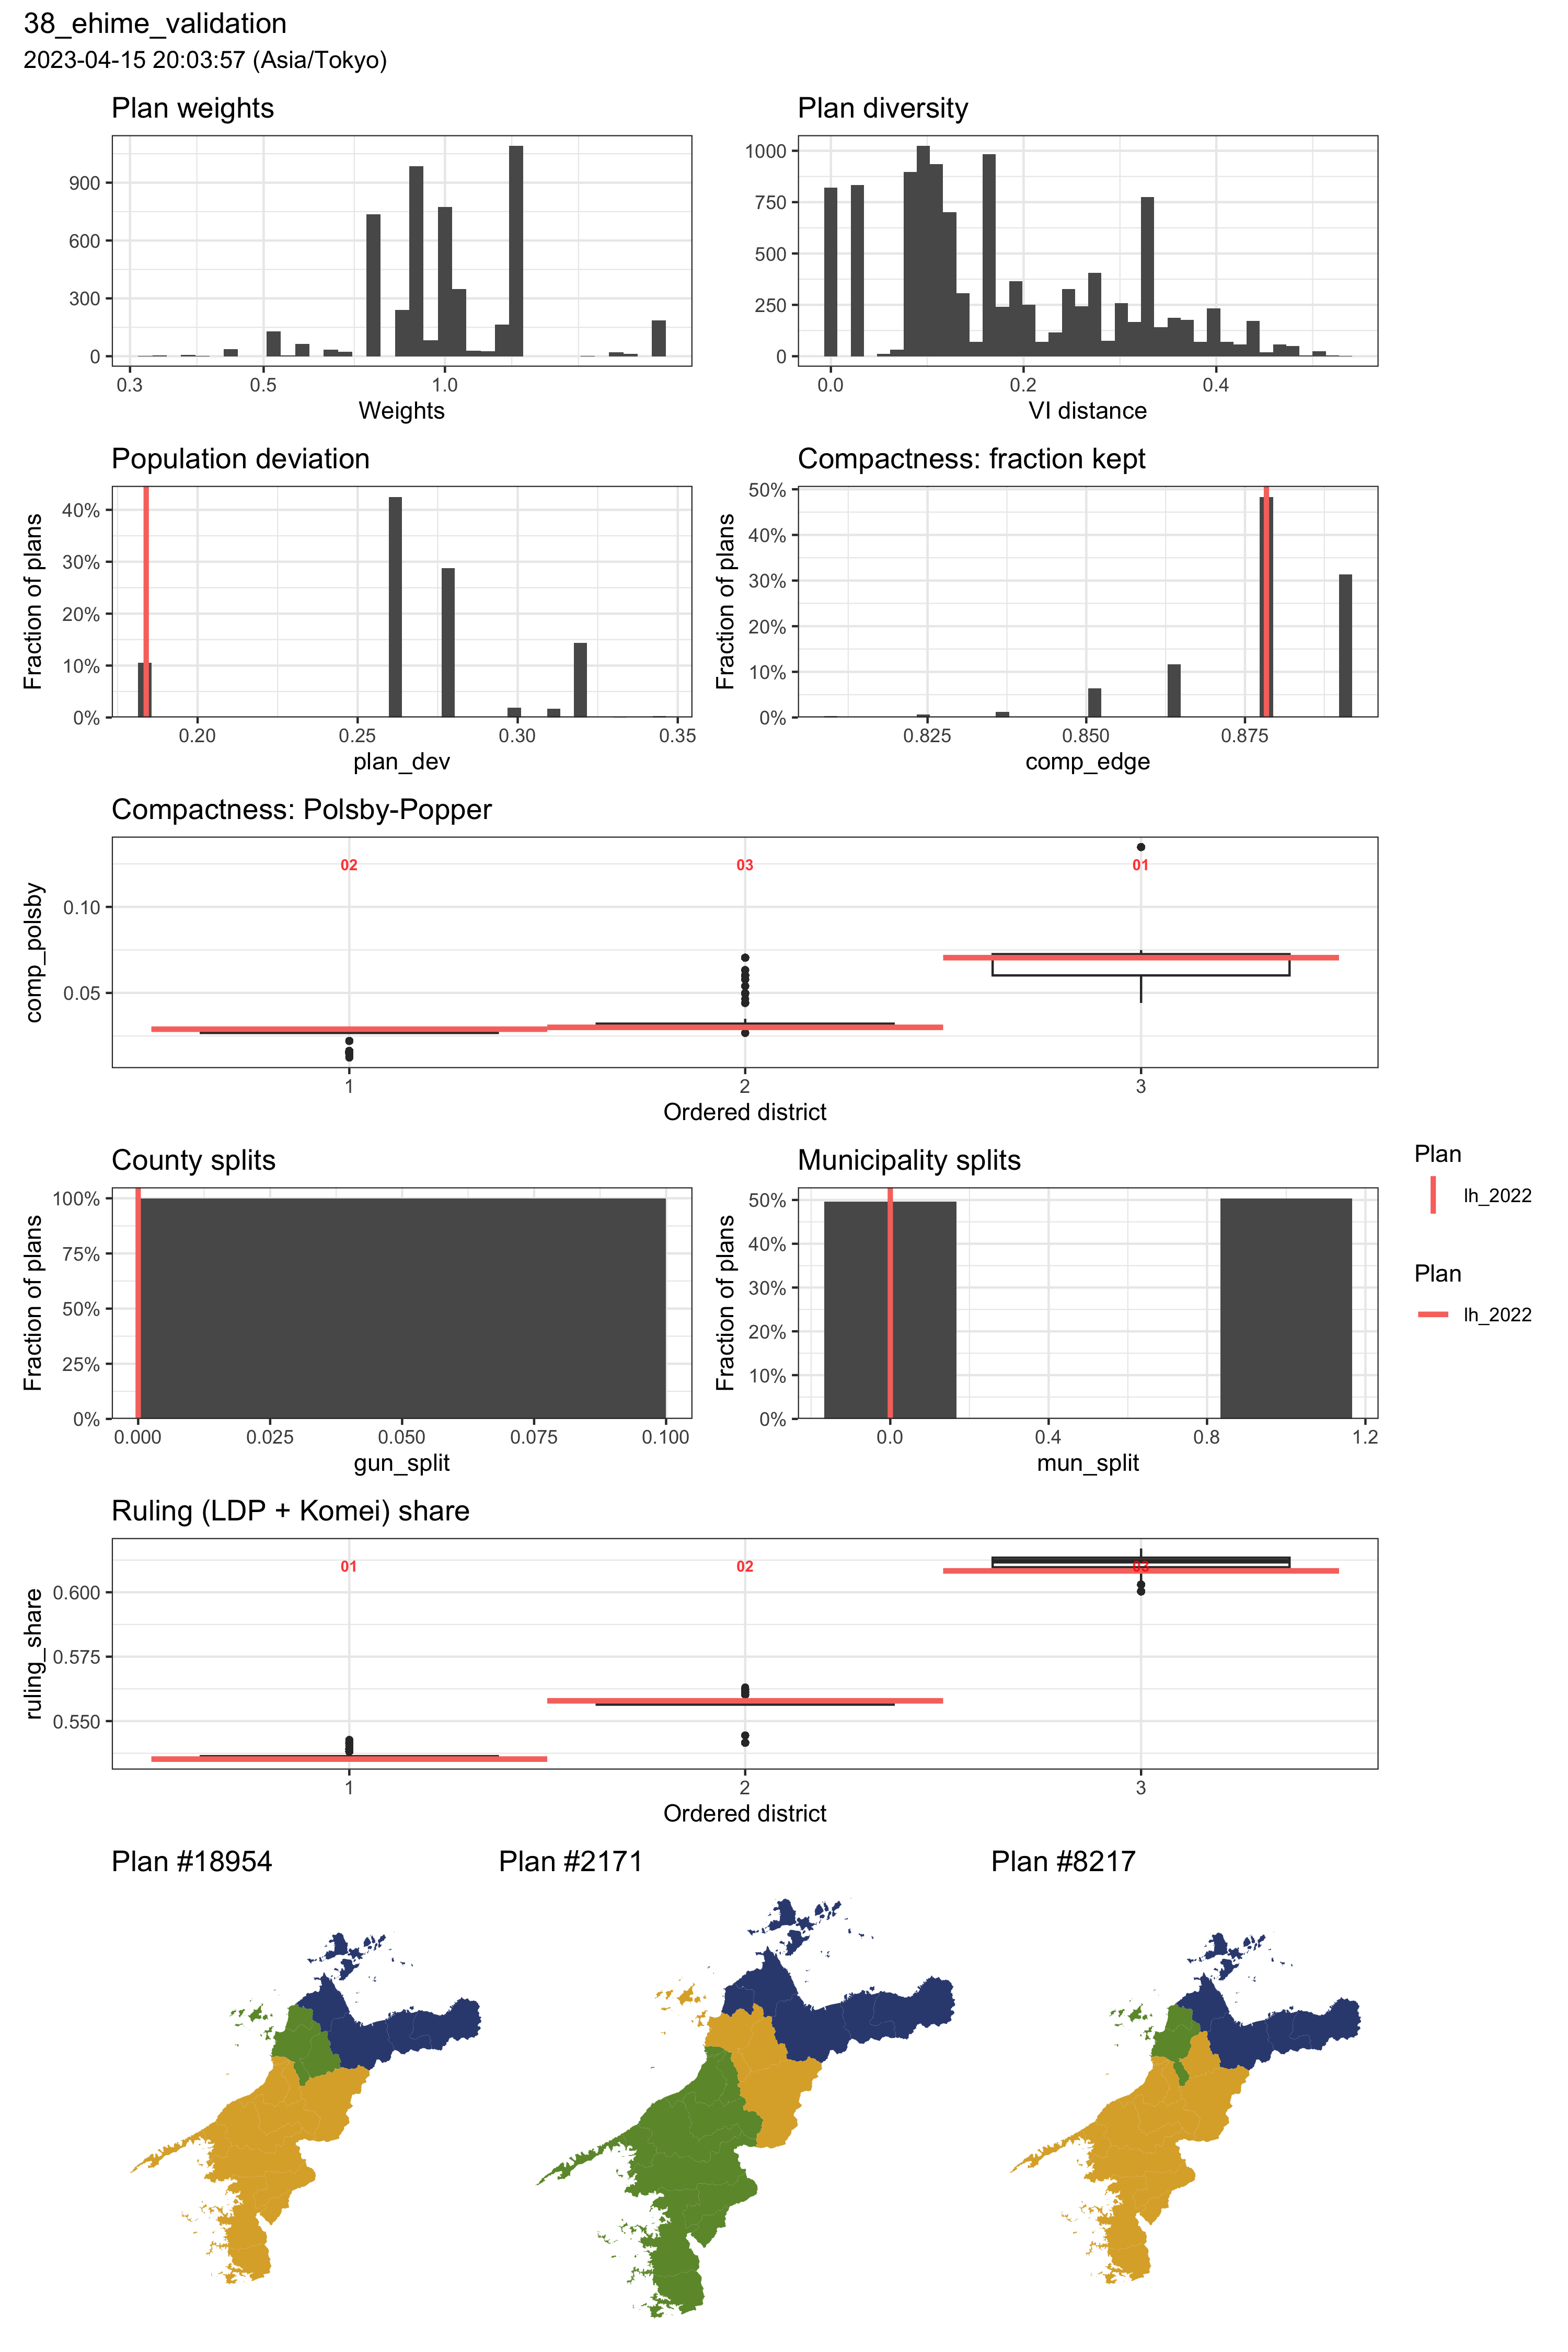 38_ehime_validation
2023-04-15 20:03:57 (Asia/Tokyo)
Plan weights
900
600
300
0
0.3 0.5 1.0
Weights
Plan diversity
1000
750
500
250
0
0.0 0.2 0.4
VI distance
Population deviation
Fraction of plans
40%
30%
20%
10%
0%
0.20 0.25 0.30 0.35
plan_dev
Compactness: fraction kept
Fraction of plans
50%
40%
30%
20%
10%
0%
0.825 0.850 0.875
comp_edge
Compactness: Polsby-Popper
comp_polsby
0.10
0.05
02 03 01
1 2 3
Ordered district
County splits
Fraction of plans
100%
75%
50%
25%
0%
0.000 0.025 0.050 0.075 0.100
gun_split
Municipality splits
Fraction of plans
50%
40%
30%
20%
10%
0%
0.0 0.4 0.8 1.2
mun_split
Plan
lh_2022
Plan
lh_2022
Ruling (LDP + Komei) share
ruling_share
0.600
0.575
0.550
01 02 03
1 2 3
Ordered district
Plan #18954
Plan #2171
Plan #8217